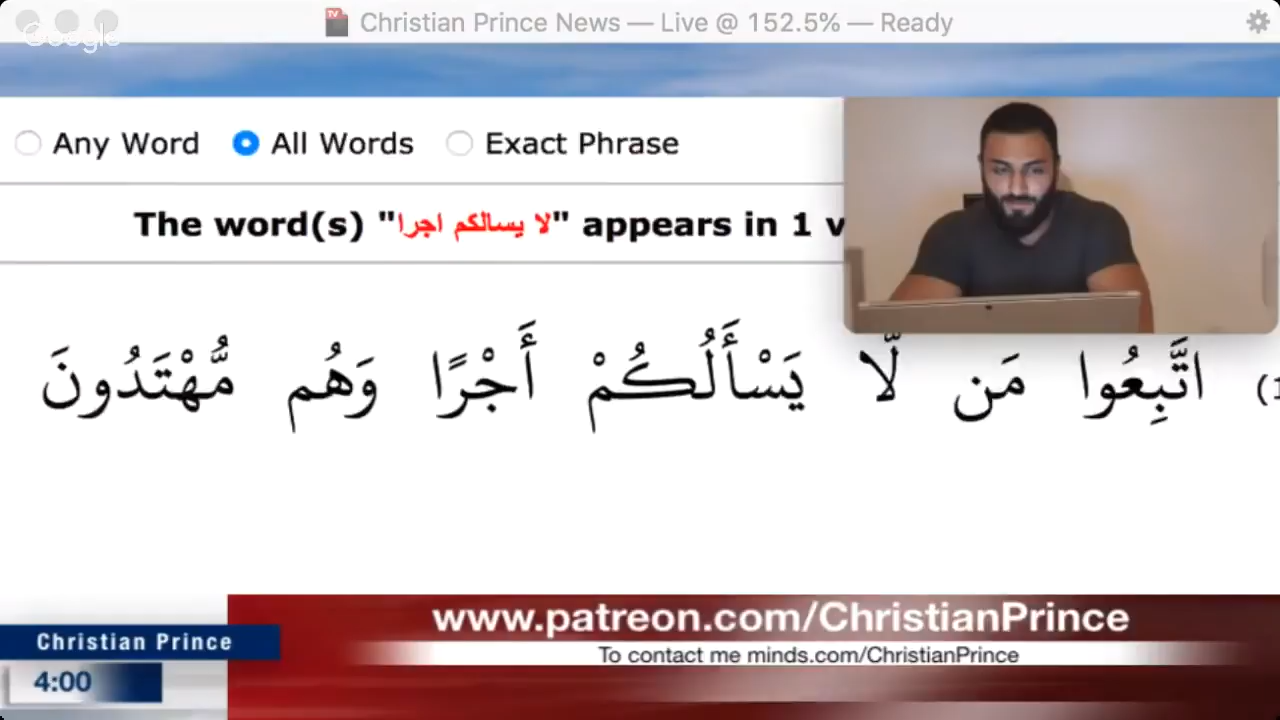 Google
Christian Prince News — Live @ 152.5% — Ready
Any Word All Words Exact Phrase
The word(s) "لا يسالكم اجرا" appears in 1 v
(1 اتَّبِعُوا مَن لَّا يَسْأَلُكُمْ أَجْرًا وَهُم مُّهْتَدُونَ
www.patreon.com/ChristianPrince
Christian Prince
To contact me minds.com/ChristianPrince
4:00